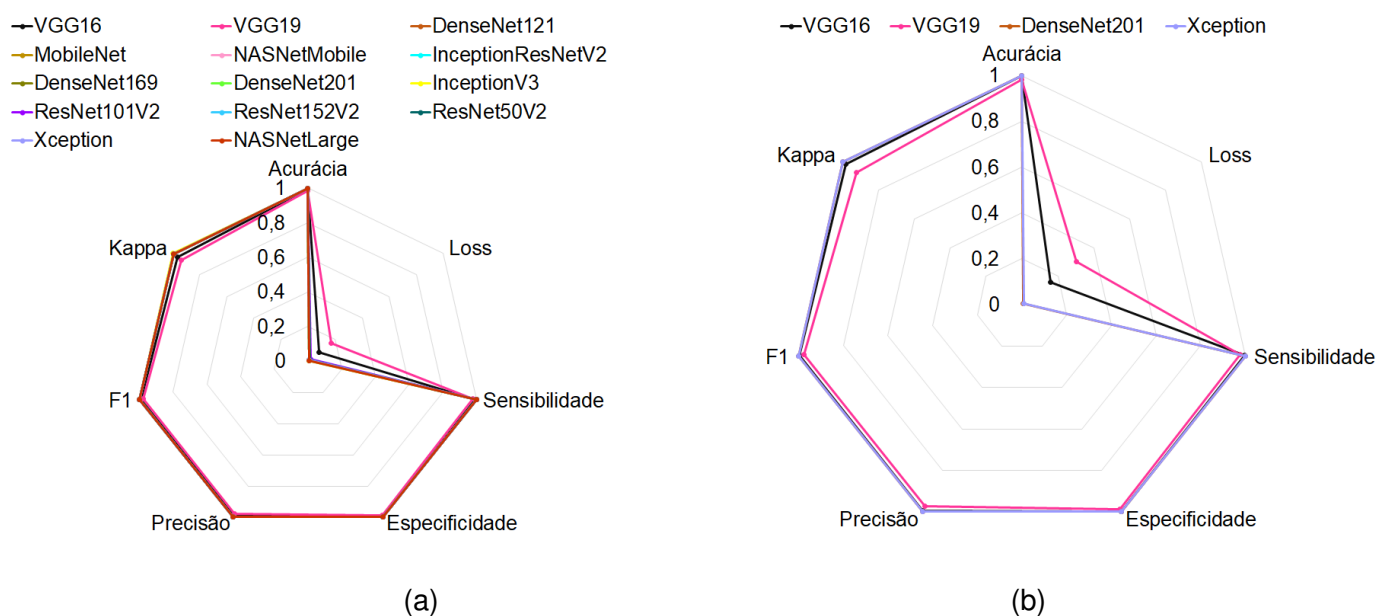 VGG16 VGG19 DenseNet121
MobileNet NASNetMobile InceptionResNetV2
DenseNet169 DenseNet201 InceptionV3
ResNet101V2 ResNet152V2 ResNet50V2
Xception NASNetLarge
Acurácia
1
0,8
0,6
0,4
0,2
0
Loss
Sensibilidade
Especificidade
Precisão
F1
Kappa
(a)
VGG16 VGG19 DenseNet201 Xception
Acurácia
1
0,8
0,6
0,4
0,2
0
Loss
Sensibilidade
Especificidade
Precisão
F1
Kappa
(b)